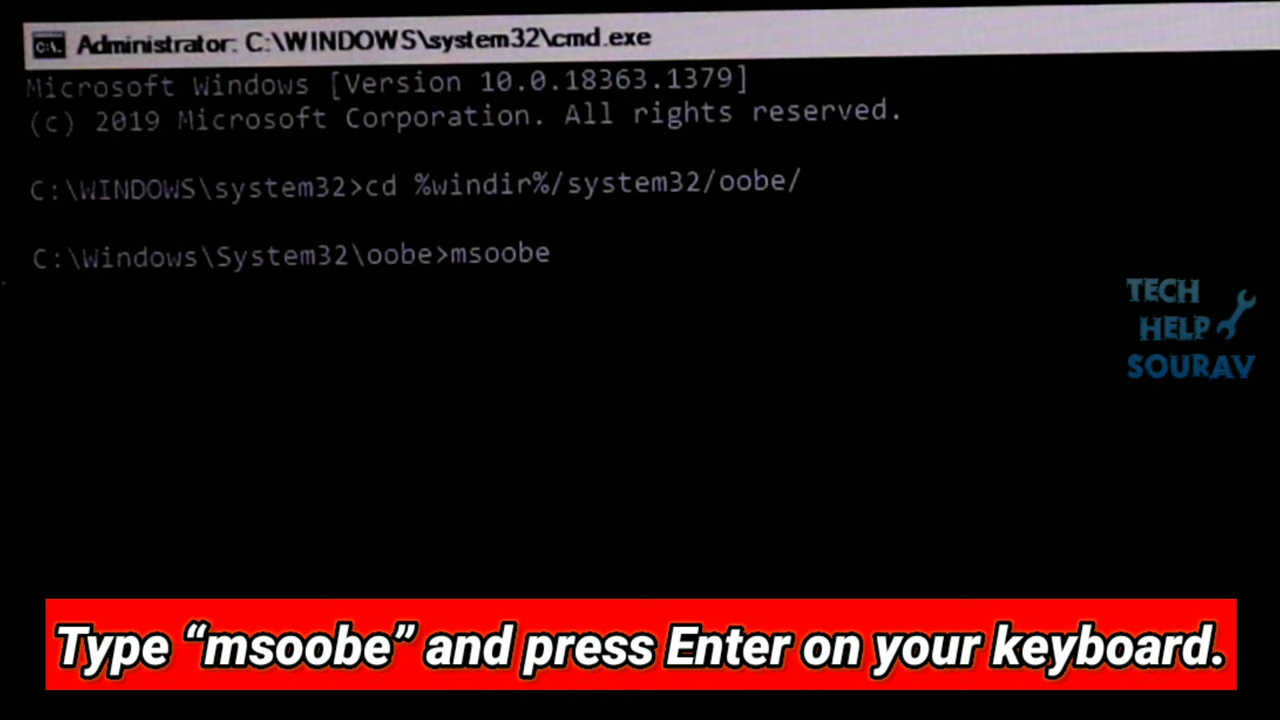 Administrator: C:\WINDOWS\system32\cmd.exe
Microsoft Windows [Version 10.0.18363.1379]
(c) 2019 Microsoft Corporation. All rights reserved.
C:\WINDOWS\system32>cd %windir%/system32/oobe/
C:\Windows\System32\oobe>msoobe
TECH
HELP
SOURAV
Type “msoobe” and press Enter on your keyboard.